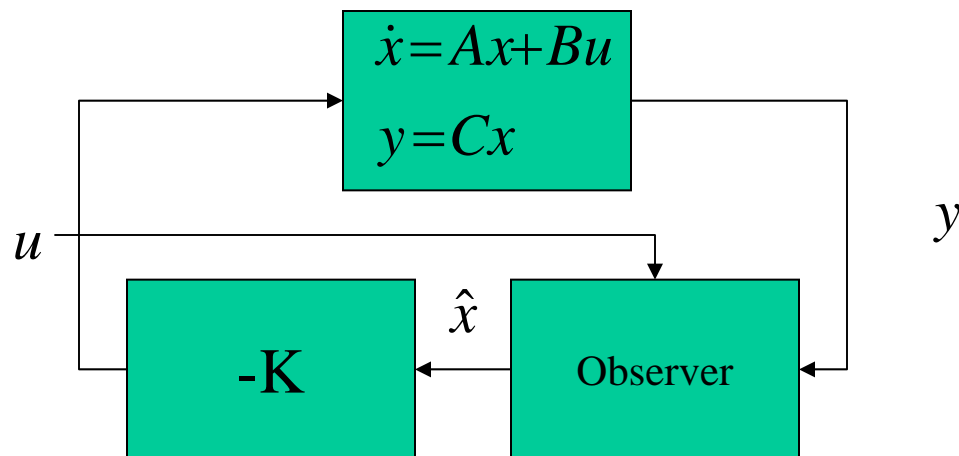 ẋ=Ax+Bu
y=Cx
u
y
x̂
-K
Observer